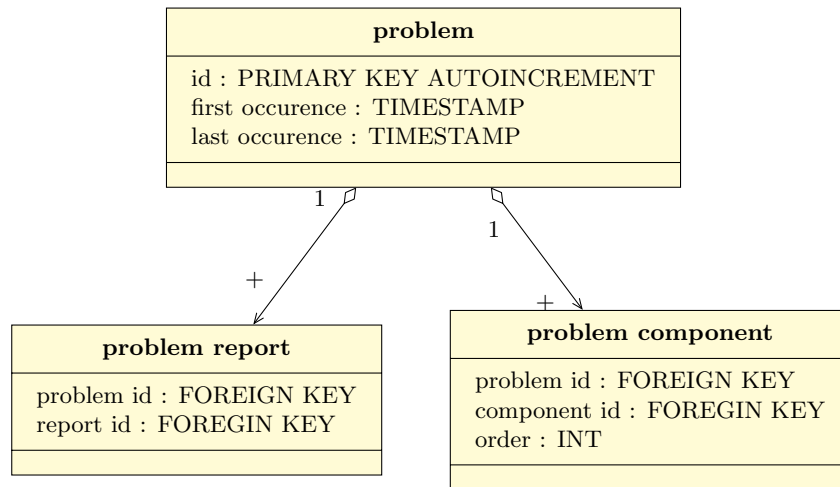 problem
id : PRIMARY KEY AUTOINCREMENT
first occurence : TIMESTAMP
last occurence : TIMESTAMP
1
1
+
+
problem report
problem id : FOREIGN KEY
report id : FOREGIN KEY
problem component
problem id : FOREIGN KEY
component id : FOREGIN KEY
order : INT